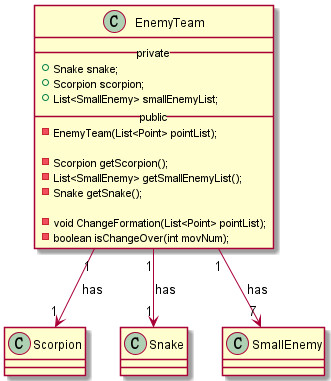 C EnemyTeam
private
Snake snake;
Scorpion scorpion;
List<SmallEnemy> smallEnemyList;
public
EnemyTeam(List<Point> pointList);
Scorpion getScorpion();
List<SmallEnemy> getSmallEnemyList();
Snake getSnake();
void ChangeFormation(List<Point> pointList);
boolean isChangeOver(int movNum);
1 1 1
has has has
1 1 7
C Scorpion
C Snake
C SmallEnemy